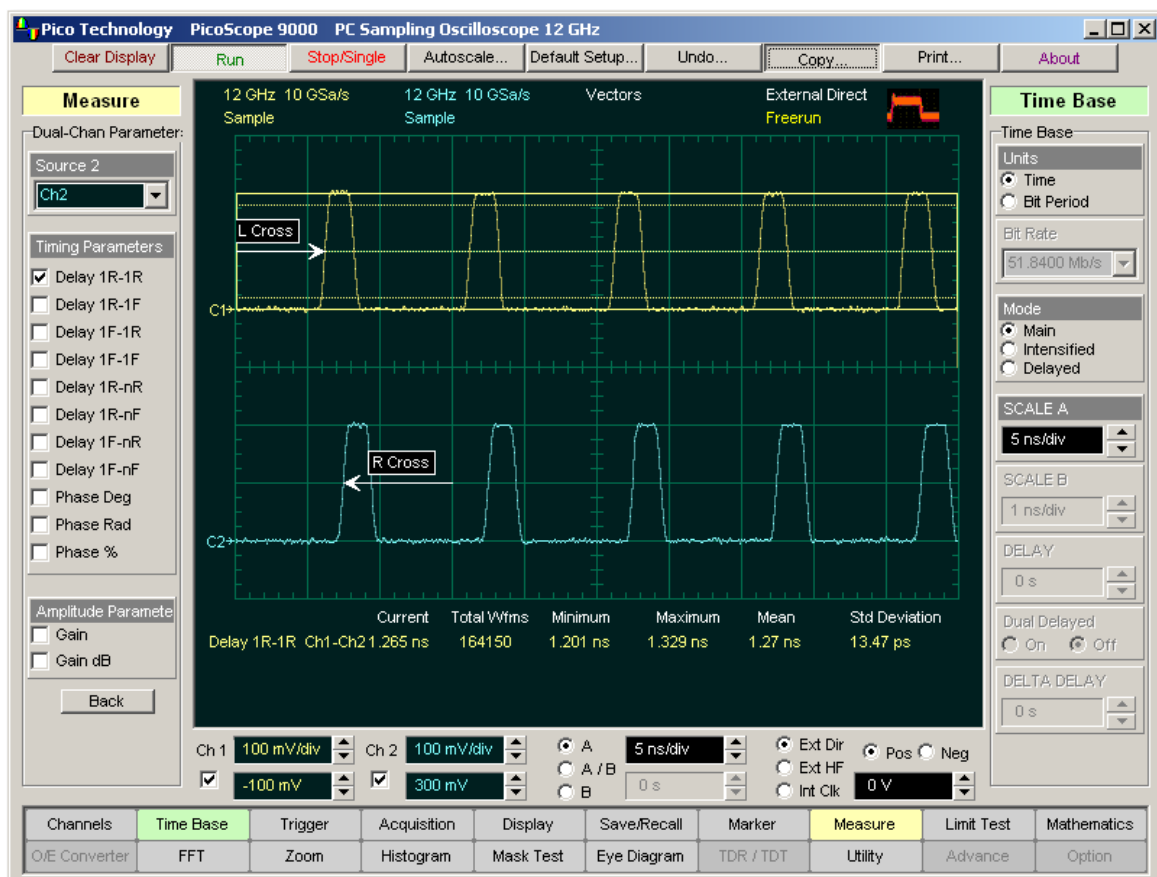 Pico Technology PicoScope 9000 PC Sampling Oscilloscope 12 GHz
Clear Display Run Stop/Single Autoscale... Default Setup... Undo... Copy... Print... About
Measure
Dual-Chan Parameter:
Source 2
Ch2
Timing Parameters
Delay 1R-1R
Delay 1R-1F
Delay 1F-1R
Delay 1F-1F
Delay 1R-nR
Delay 1R-nF
Delay 1F-nR
Delay 1F-nF
Phase Deg
Phase Rad
Phase %
Amplitude Paramete
Gain
Gain dB
Back
12 GHz 10 GSa/s 12 GHz 10 GSa/s Vectors External Direct
Sample Sample Freerun
L Cross
C1
R Cross
C2
Current Total Wfms Minimum Maximum Mean Std Deviation
Delay 1R-1R Ch1-Ch2 1.265 ns 164150 1.201 ns 1.329 ns 1.27 ns 13.47 ps
Time Base
Time Base
Units
Time
Bit Period
Bit Rate
51.8400 Mb/s
Mode
Main
Intensified
Delayed
SCALE A
5 ns/div
SCALE B
1 ns/div
DELAY
0 s
Dual Delayed
On Off
DELTA DELAY
0 s
Ch 1 100 mV/div Ch 2 100 mV/div A 5 ns/div Ext Dir Pos Neg
A / B Ext HF
-100 mV 300 mV B 0 s Int Clk 0 V
Channels Time Base Trigger Acquisition Display Save/Recall Marker Measure Limit Test Mathematics
O/E Converter FFT Zoom Histogram Mask Test Eye Diagram TDR / TDT Utility Advance Option